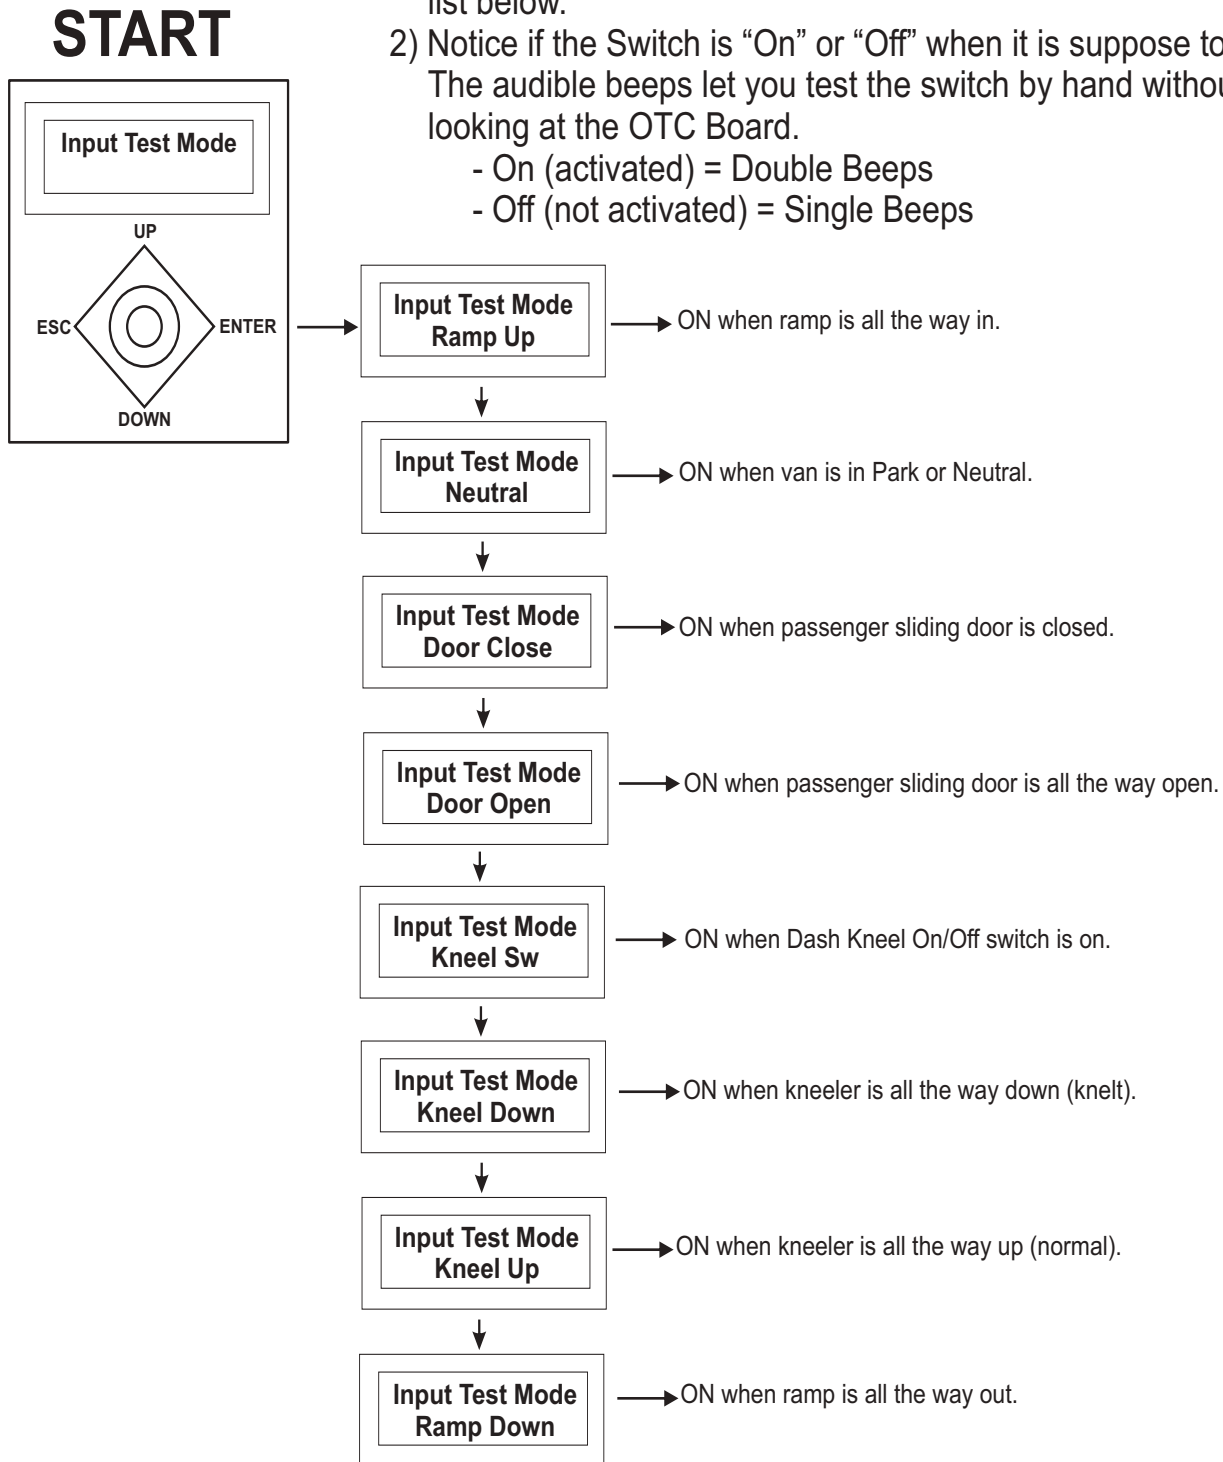 START
list below.
2) Notice if the Switch is “On” or “Off” when it is suppose to
The audible beeps let you test the switch by hand
looking at the OTC Board.
- On (activated) = Double Beeps
- Off (not activated) = Single Beeps
Input Test Mode
UP
ESC
ENTER
DOWN
Input Test Mode
Ramp Up
ON when ramp is all the way in.
Input Test Mode
Neutral
ON when van is in Park or Neutral.
Input Test Mode
Door Close
ON when passenger sliding door is closed.
Input Test Mode
Door Open
ON when passenger sliding door is all the way open.
Input Test Mode
Kneel Sw
ON when Dash Kneel On/Off switch is on.
Input Test Mode
Kneel Down
ON when kneeler is all the way down (knelt).
Input Test Mode
Kneel Up
ON when kneeler is all the way up (normal).
Input Test Mode
Ramp Down
ON when ramp is all the way out.